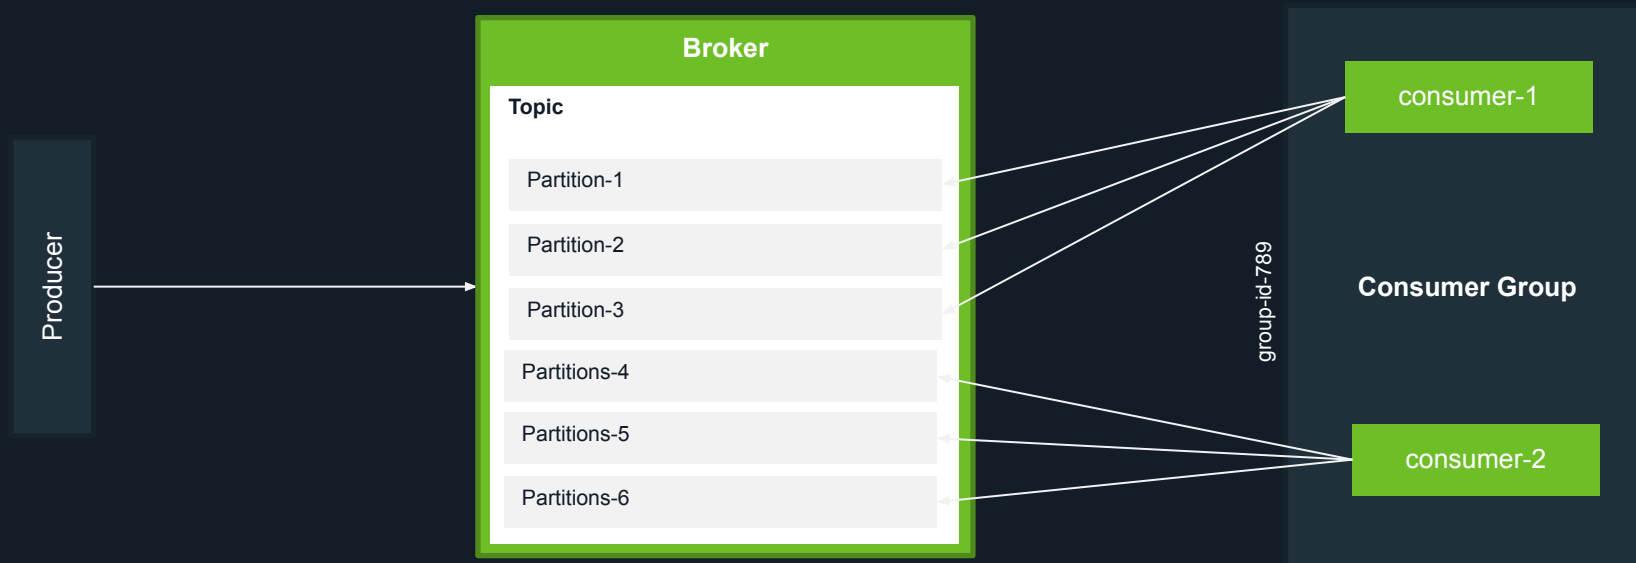 Broker
Topic
Partition-1
Partition-2
Partition-3
Partitions-4
Partitions-5
Partitions-6
Producer
group-id-789
consumer-1
Consumer Group
consumer-2